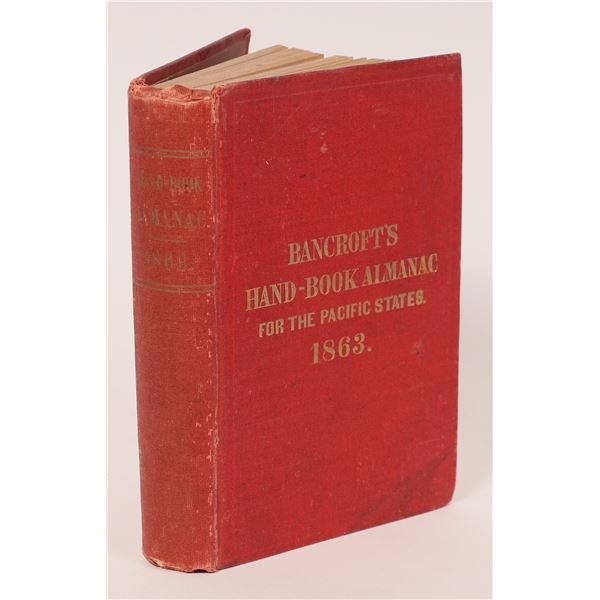 HAND-BOOK
ALMANAC
1863.
BANCROFT'S
HAND-BOOK ALMANAC
FOR THE PACIFIC STATES.
1863.